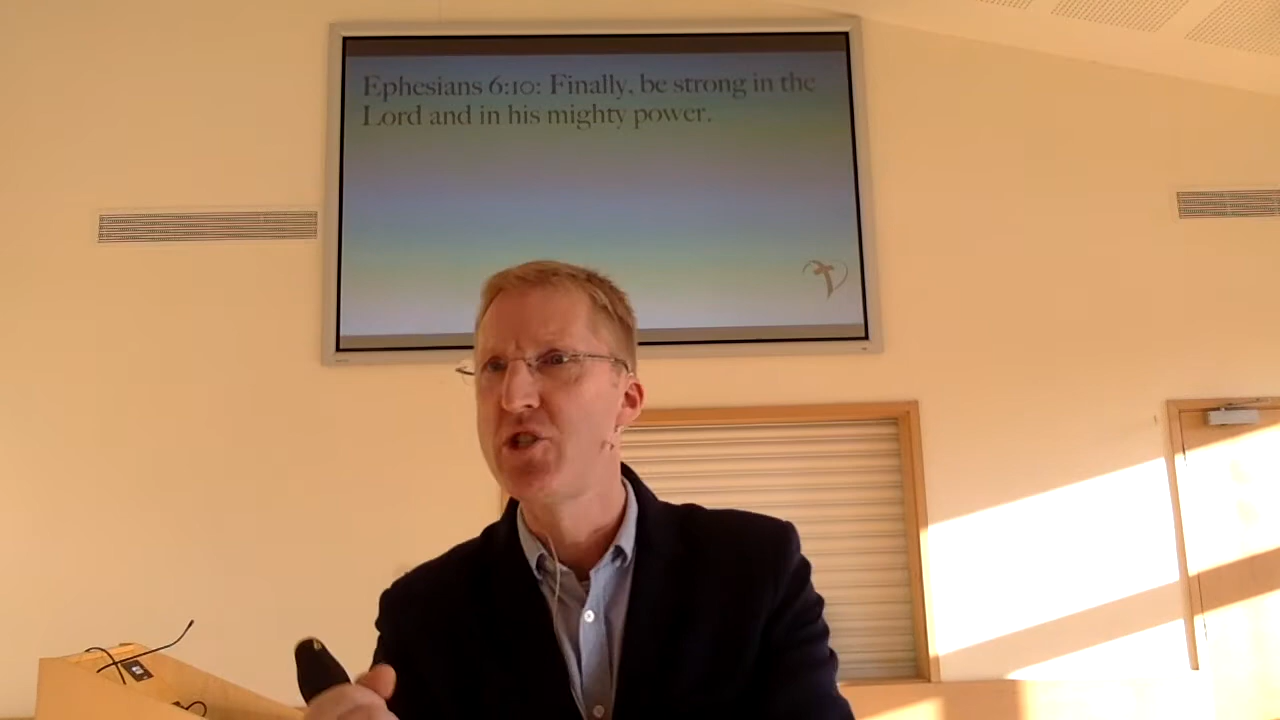 Ephesians 6:10: Finally, be strong in the
Lord and in his mighty power.